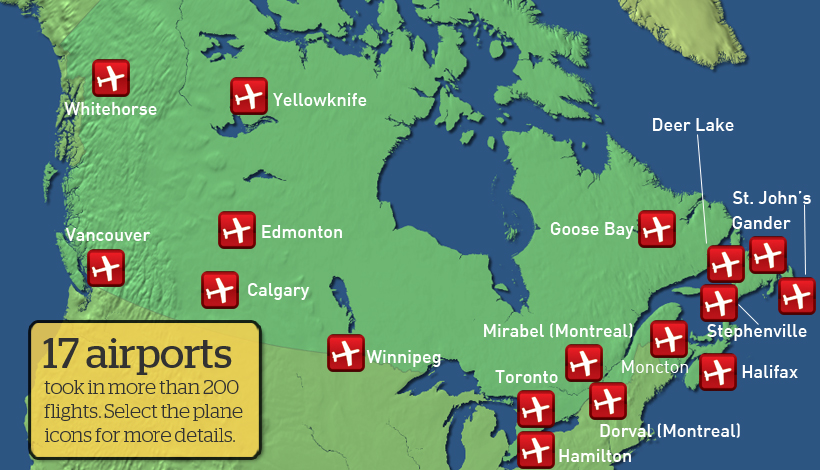 Whitehorse
Yellowknife
Deer Lake
St. John's
Gander
Goose Bay
Vancouver
Edmonton
Calgary
Stephenville
Mirabel (Montreal)
Winnipeg
Moncton
Halifax
Toronto
Dorval (Montreal)
Hamilton
17 airports
took in more than 200
flights. Select the plane
icons for more details.